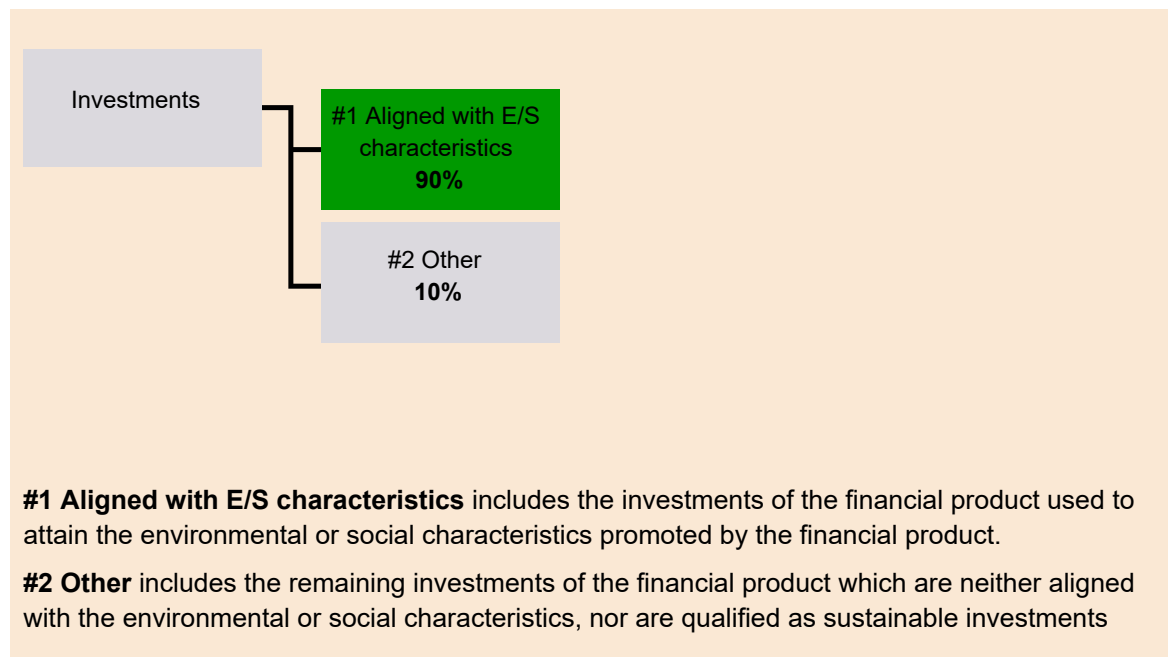 Investments
#1 Aligned with E/S
characteristics
90%
#2 Other
10%
#1 Aligned with E/S characteristics includes the investments of the financial product used to
attain the environmental or social characteristics promoted by the financial product.
#2 Other includes the remaining investments of the financial product which are neither aligned
with the environmental or social characteristics, nor are qualified as sustainable investments